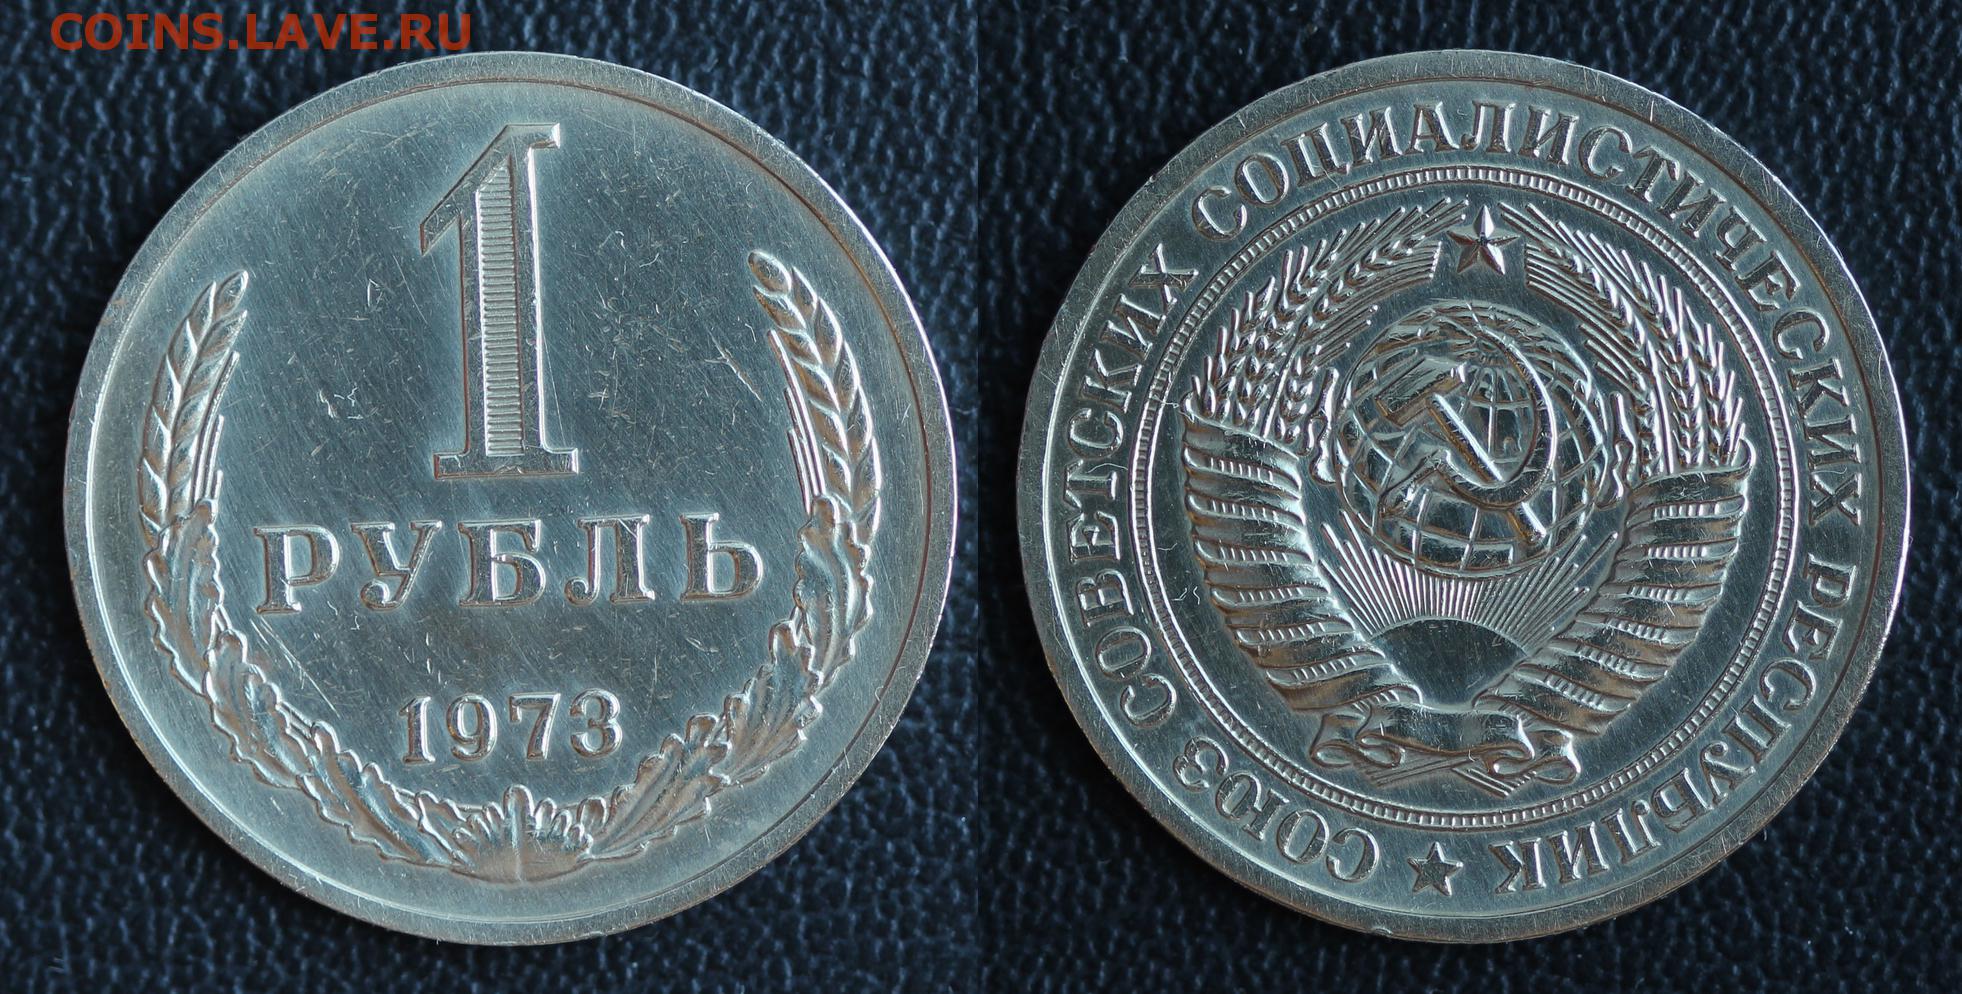 COINS.LAVE.RU
1
РУБЛЬ
1973
СОЮЗ СОВЕТСКИХ СОЦИАЛИСТИЧЕСКИХ РЕСПУБЛИК